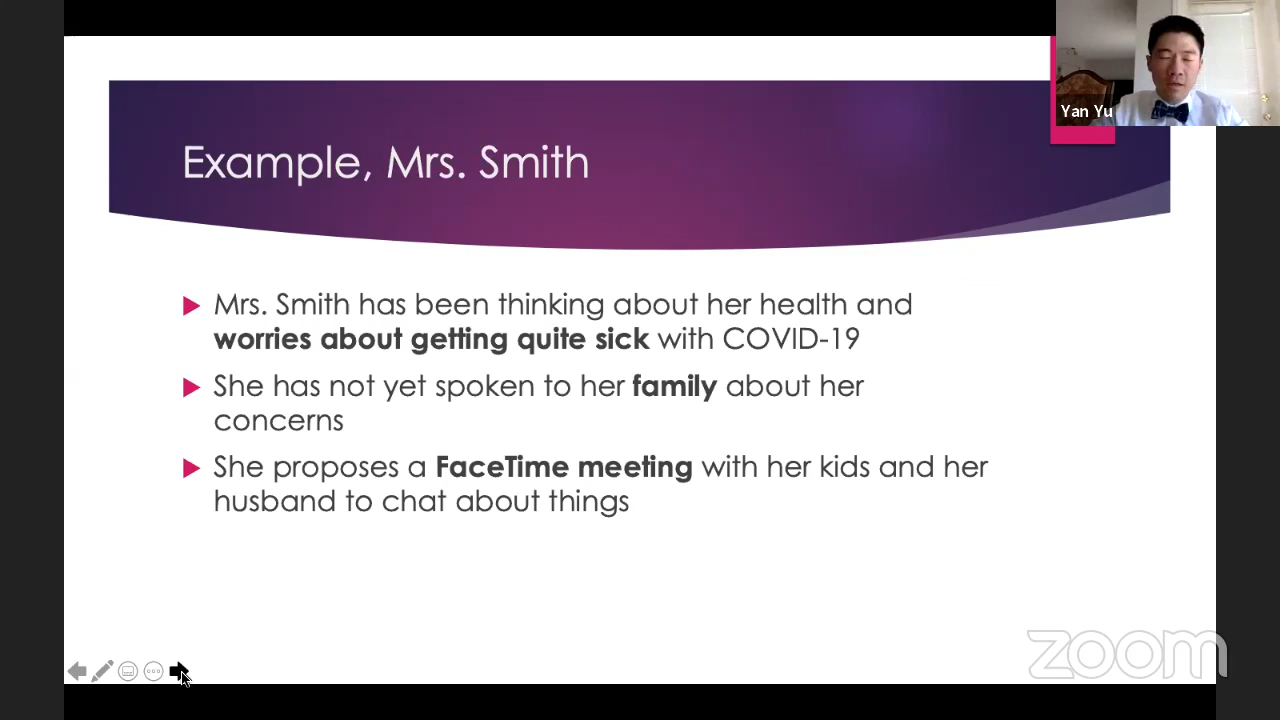 Yan Yu
Example, Mrs. Smith
Mrs. Smith has been thinking about her health and
worries about getting quite sick with COVID-19
She has not yet spoken to her family about her
concerns
She proposes a FaceTime meeting with her kids and her
husband to chat about things
zoom